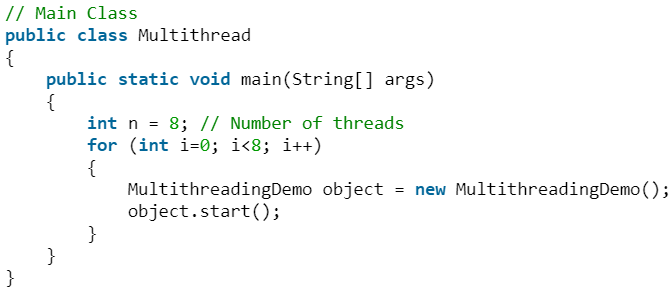 // Main Class
public class Multithread
{
    public static void main(String[] args)
    {
        int n = 8; // Number of threads
        for (int i=0; i<8; i++)
        {
            MultithreadingDemo object = new MultithreadingDemo();
            object.start();
        }
    }
}